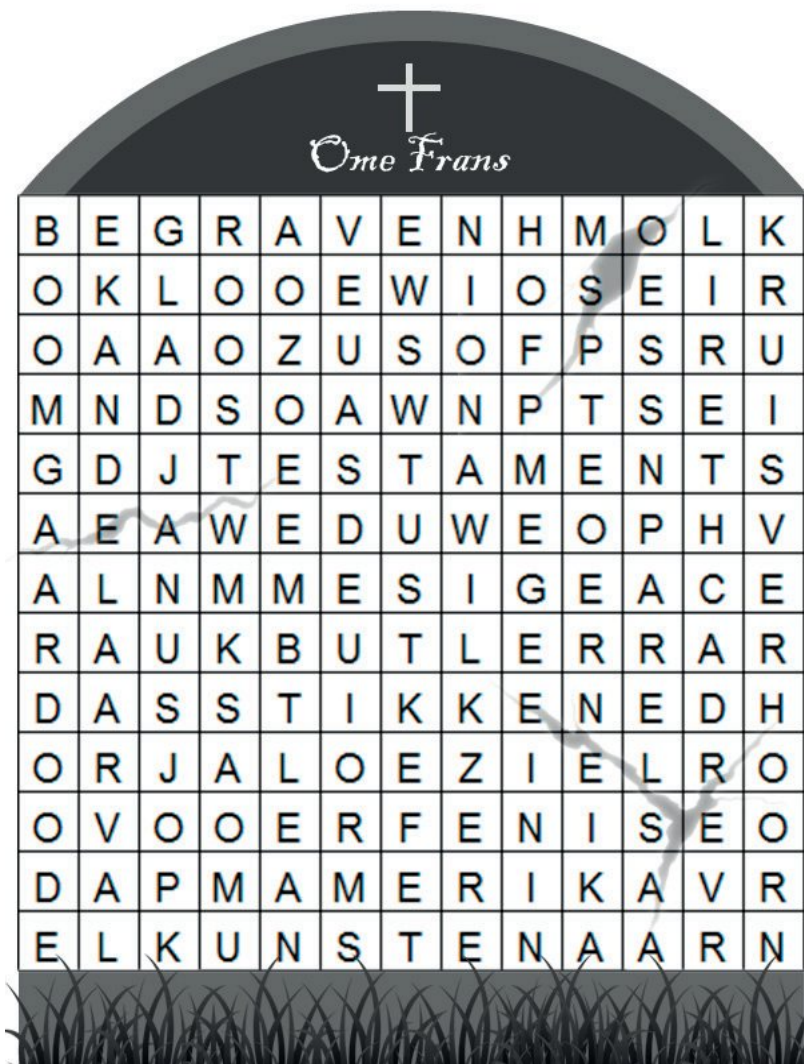 Ome Frans
B E G R A V E N H M O L K
O K L O O E W I O S E I R
O A A O Z U S O F P S R U
M N D S O A W N P T S E I
G D J T E S T A M E N T S
A E A W E D U W E O P H V
A L N M M E S I G E A C E
R A U K B U T L E R R A R
D A S S T I K K E N E D H
O R J A L O E Z I E L R O
O V O O E R F E N I S E O
D A P M A M E R I K A V R
E L K U N S T E N A A R N